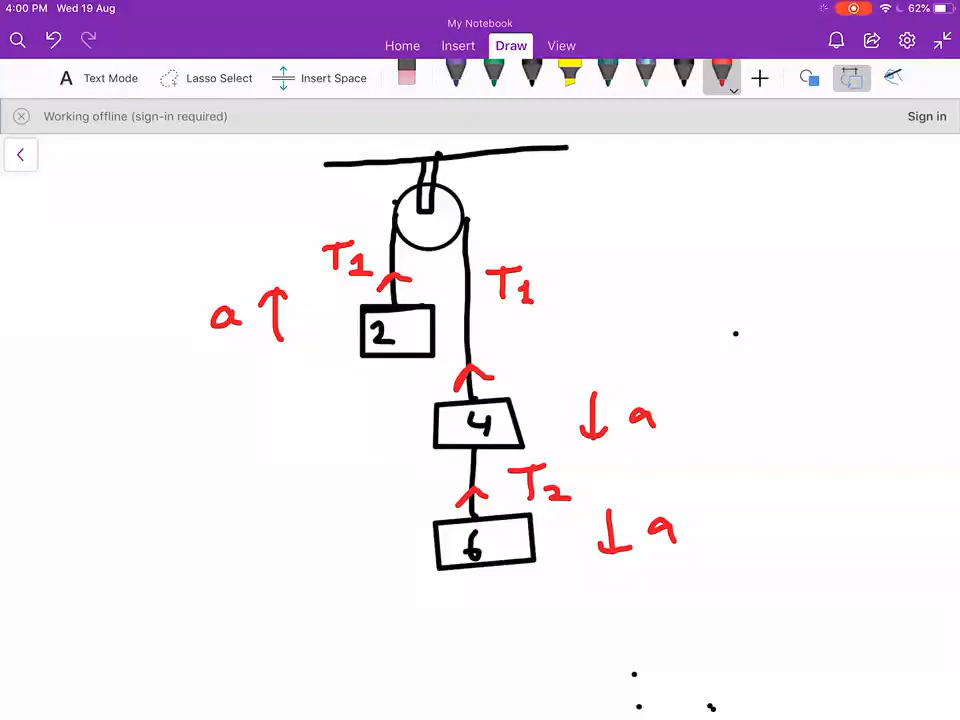 4:00 PM Wed 19 Aug
62%
My Notebook
Home Insert Draw View
A Text Mode Lasso Select Insert Space
Working offline (sign-in required) Sign in
T1
T1
a
2
4
a
T2
6
a